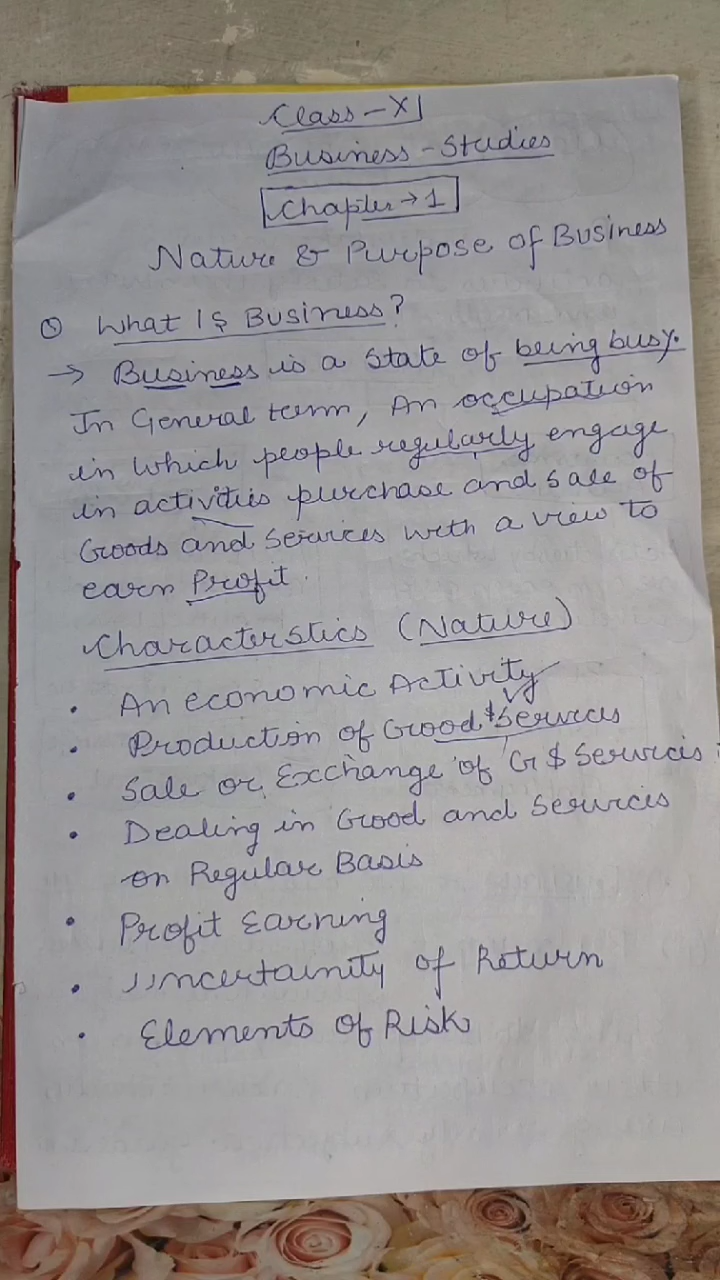 Class - XI
Business - Studies
Chapter → 1
Nature & Purpose of Business
What Is Business?
→ Business is a State of being busy.
In General term, An occupation
in which people regularly engage
in activities purchase and sale of
Goods and Services with a view to
earn Profit.
Characterstics (Nature)
• An economic Activity
• Production of Good & Services
• Sale or Exchange of G & Services
• Dealing in Good and Services
on Regular Basis
• Profit Earning
• Uncertainity of Return
• Elements of Risk